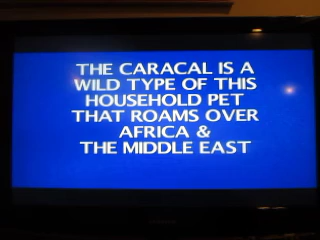 THE CARACAL IS A
WILD TYPE OF THIS
HOUSEHOLD PET
THAT ROAMS OVER
AFRICA &
THE MIDDLE EAST